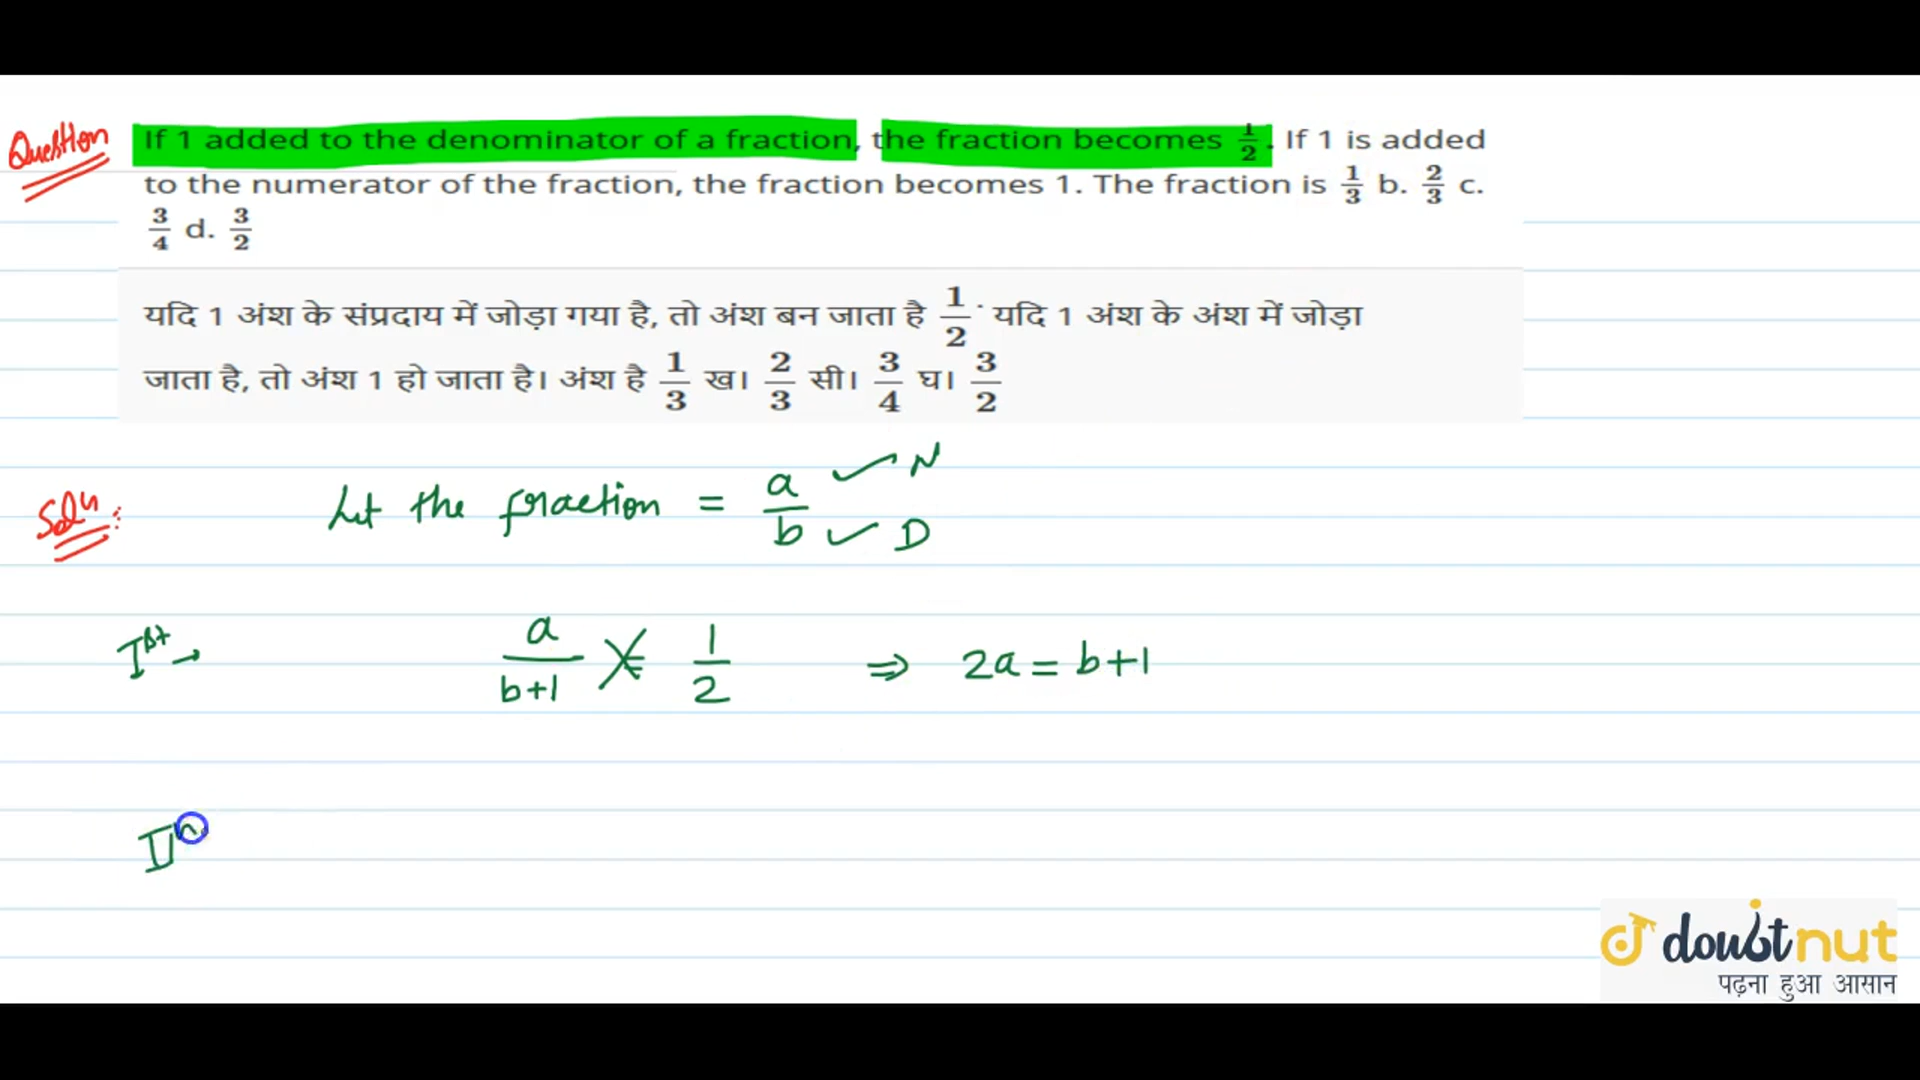 Question
If 1 added to the denominator of a fraction, the fraction becomes 1/2. If 1 is added
to the numerator of the fraction, the fraction becomes 1. The fraction is 1/3 b. 2/3 c.
3/4 d. 3/2
यदि 1 अंश के संप्रदाय में जोड़ा गया है, तो अंश बन जाता है 1/2. यदि 1 अंश के अंश में जोड़ा
जाता है, तो अंश 1 हो जाता है। अंश है 1/3 ख। 2/3 सी। 3/4 घ। 3/2
Soln: Let the fraction = a/b N D
Ist → a/(b+1) = 1/2 ⇒ 2a = b+1
II
doubtnut
पढ़ना हुआ आसान